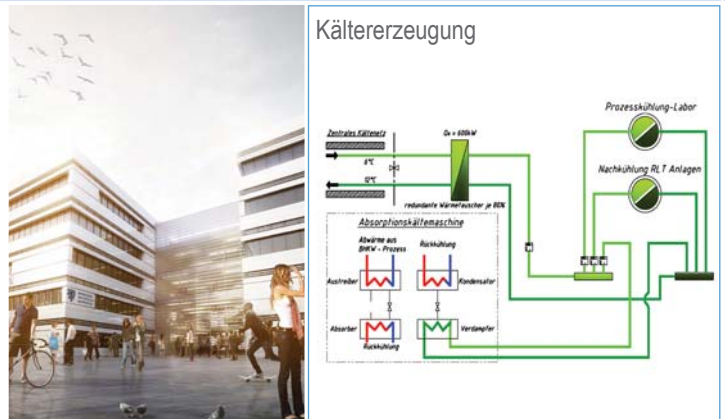 Kältererzeugung
Prozesskühlung-Labor
Zentrales Kältenetz
Qo = 600kW
6°C
Nachkühlung RLT Anlagen
12°C
redundante Wärmetauscher je 80%
Absorptionskältemaschine
Abwärme aus
BHKW - Prozess
Rückkühlung
Austreiber
Kondensator
Absorber
Verdampfer
Rückkühlung